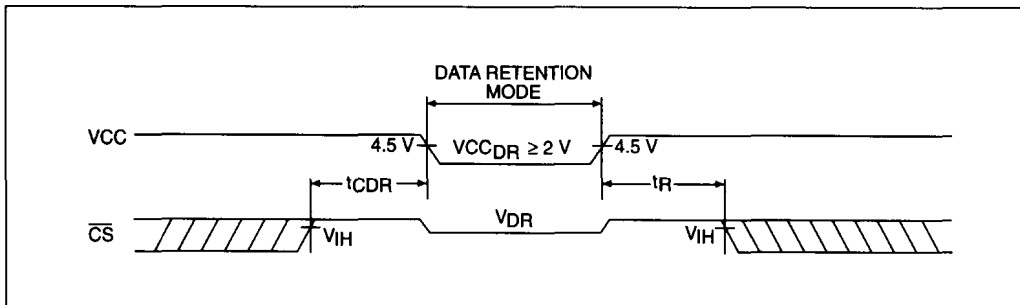 DATA RETENTION
MODE
VCC
4.5 V
VCCDR ≥ 2 V
4.5 V
tCDR
tR
CS
VIH
VDR
VIH